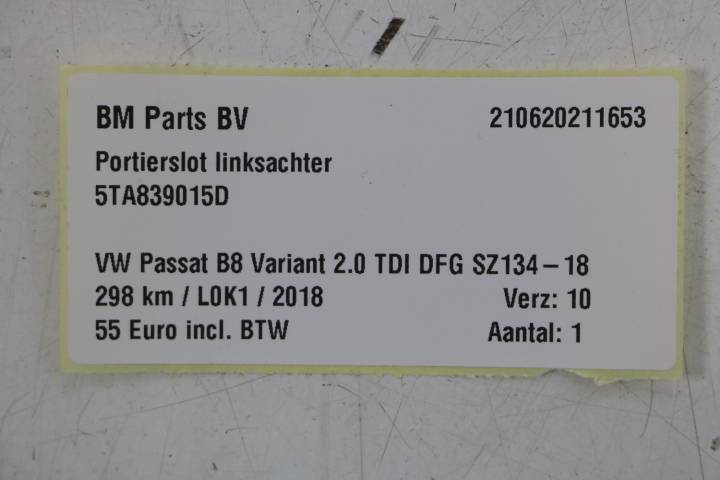 BM Parts BV 210620211653
Portierslot linksachter
5TA839015D
VW Passat B8 Variant 2.0 TDI DFG SZ134-18
298 km / L0K1 / 2018 Verz: 10
55 Euro incl. BTW Aantal: 1